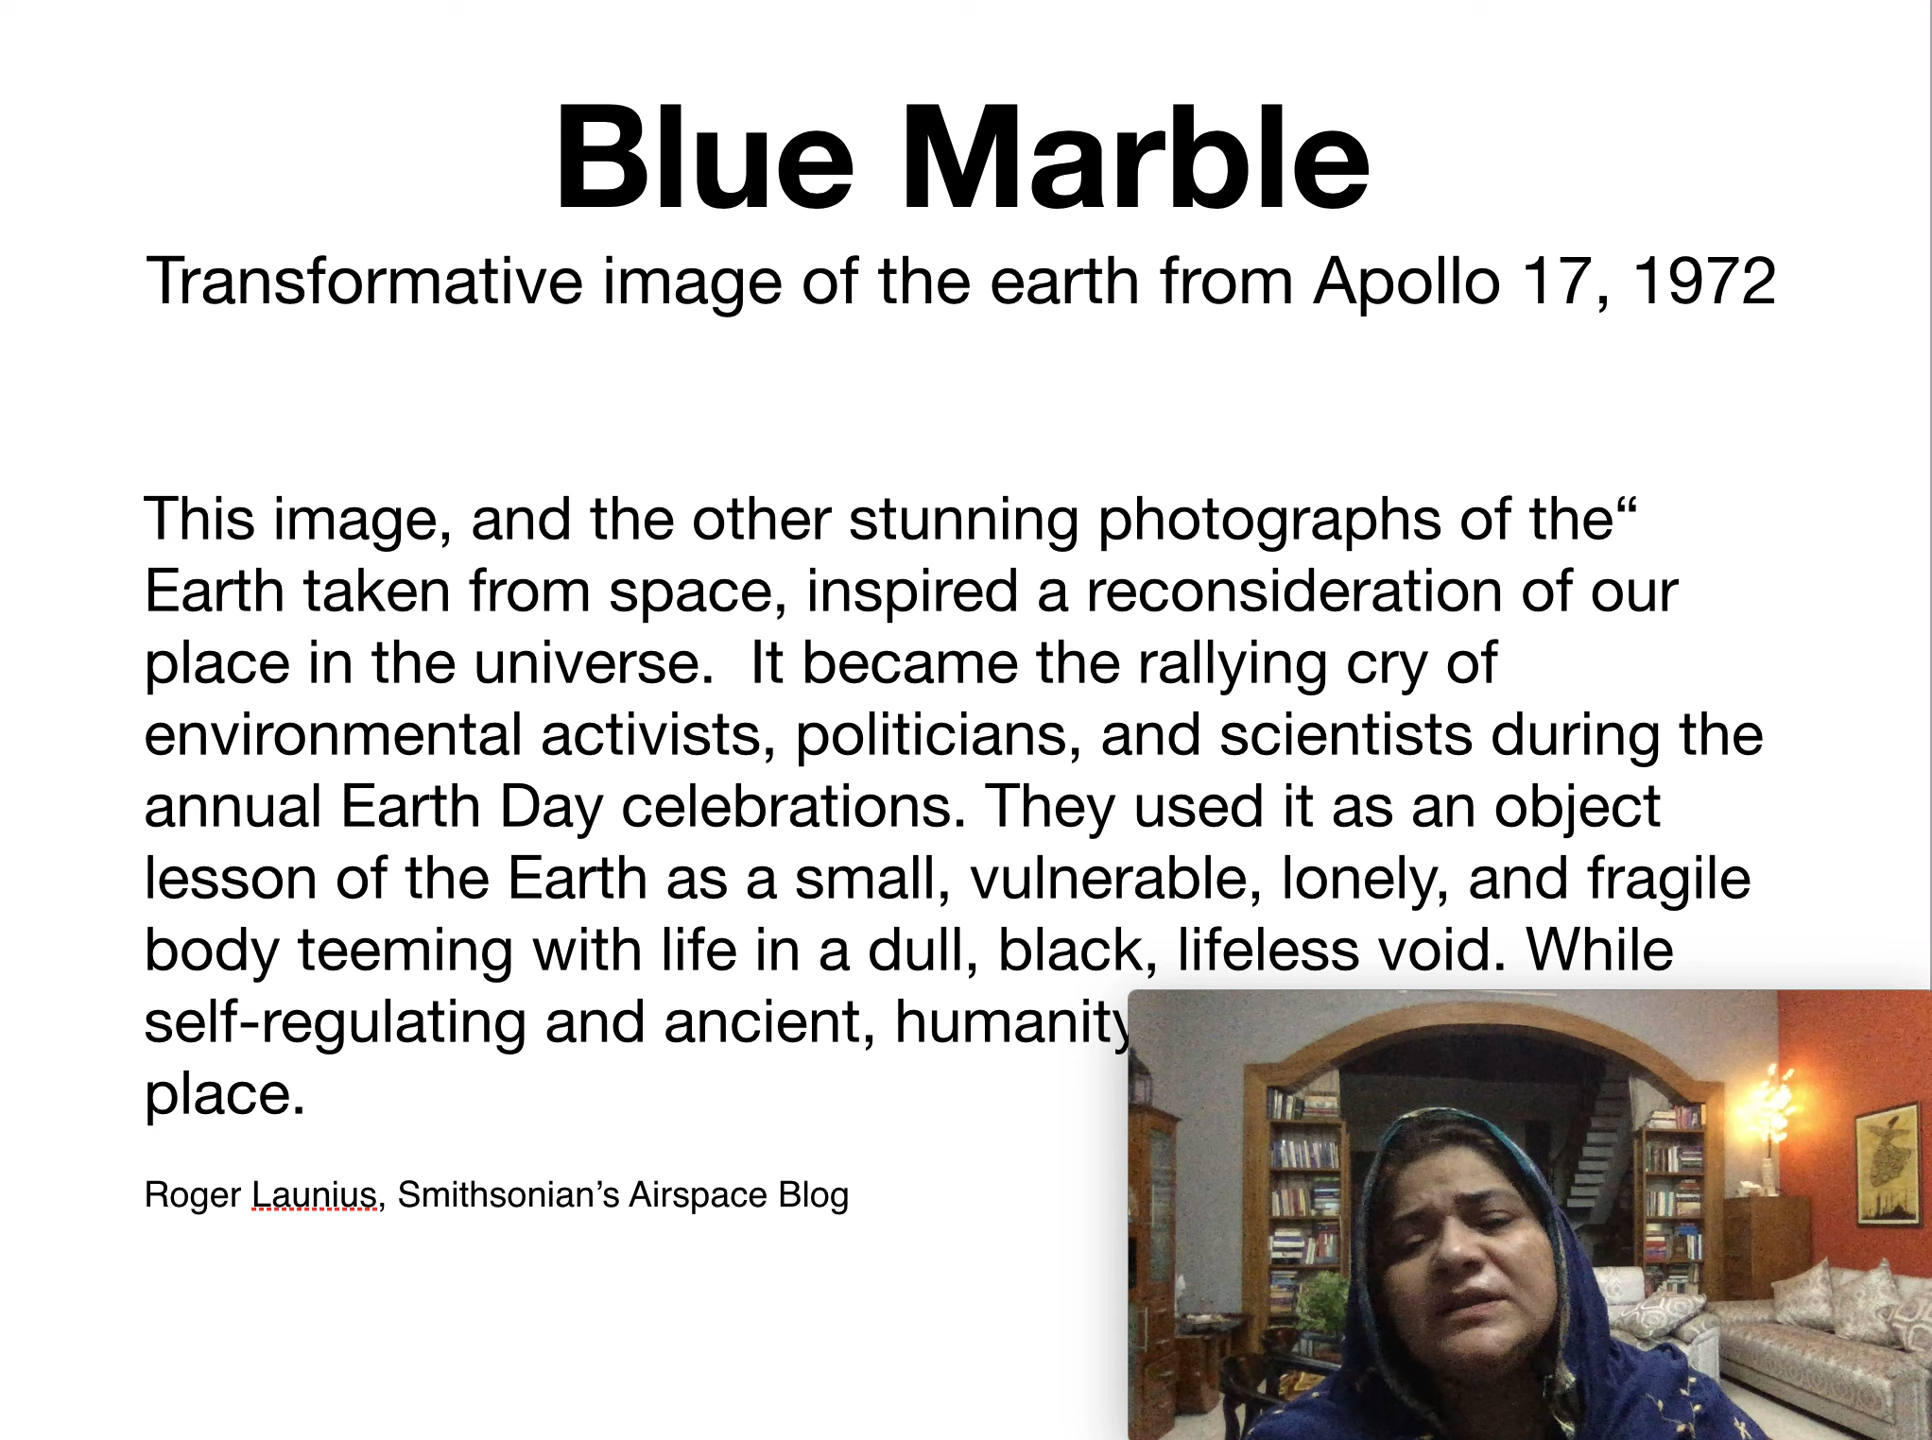 Blue Marble
Transformative image of the earth from Apollo 17, 1972
This image, and the other stunning photographs of the“
Earth taken from space, inspired a reconsideration of our
place in the universe.  It became the rallying cry of
environmental activists, politicians, and scientists during the
annual Earth Day celebrations. They used it as an object
lesson of the Earth as a small, vulnerable, lonely, and fragile
body teeming with life in a dull, black, lifeless void. While
self-regulating and ancient, humanity
place.
Roger Launius, Smithsonian’s Airspace Blog